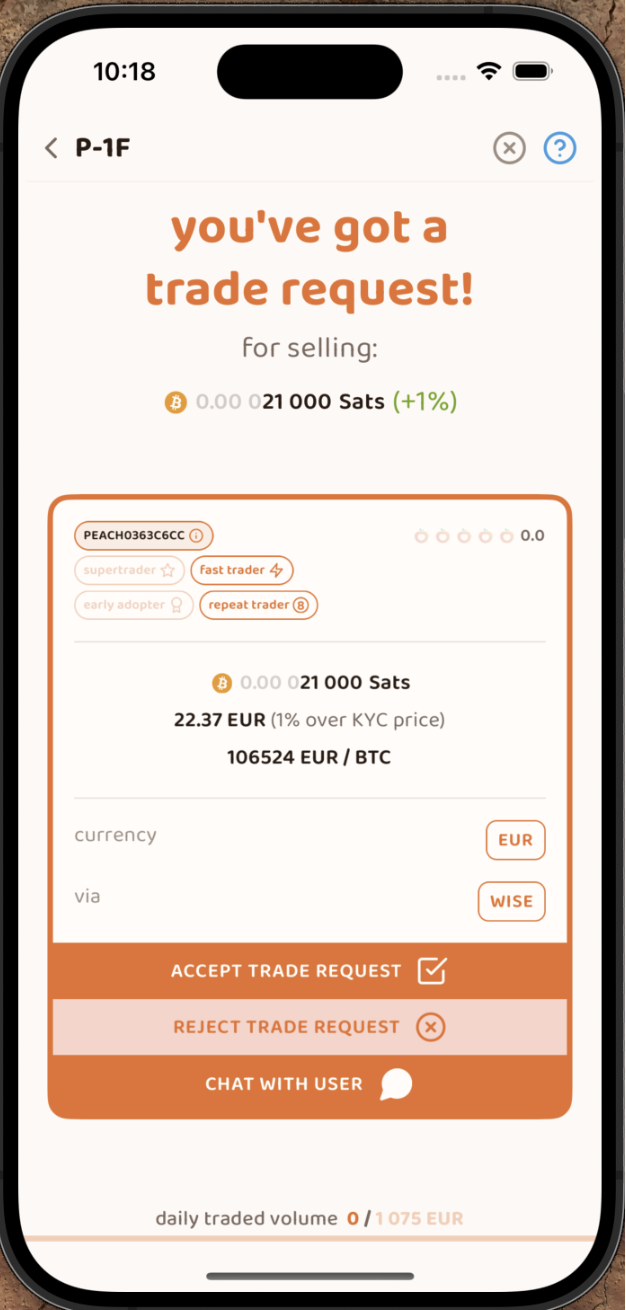 10:18
P-1F
you've got a
trade request!
for selling:
0.00 021 000 Sats (+1%)
PEACH0363C6CC
0.0
supertrader
fast trader
early adopter
repeat trader 8
0.00 021 000 Sats
22.37 EUR (1% over KYC price)
106524 EUR / BTC
currency
EUR
via
WISE
ACCEPT TRADE REQUEST
REJECT TRADE REQUEST
CHAT WITH USER
daily traded volume 0 / 1 075 EUR